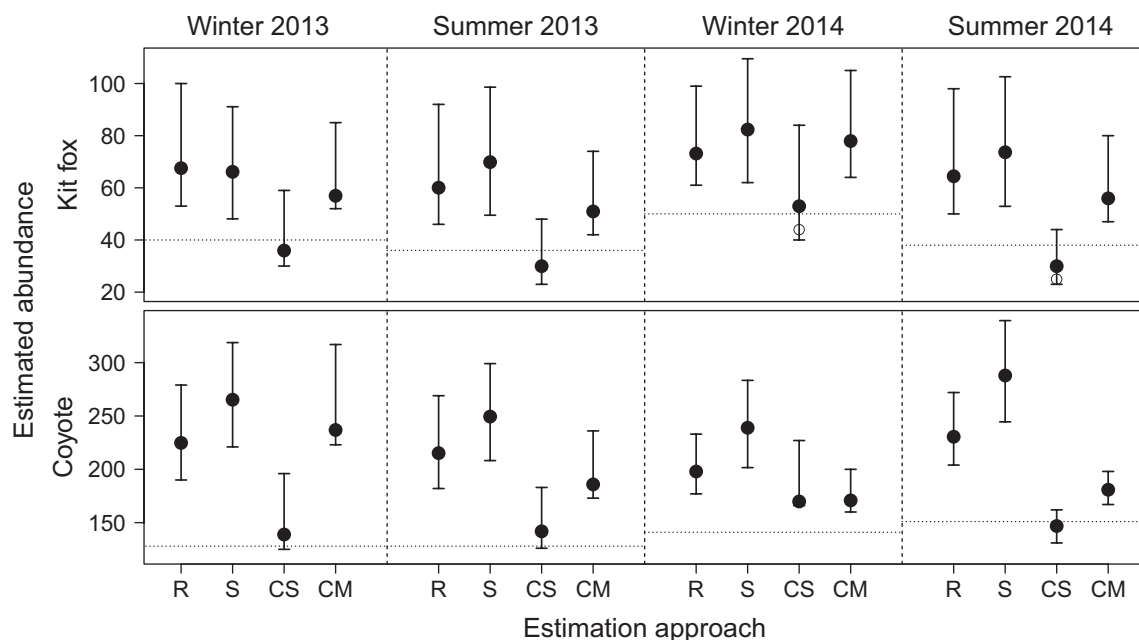 Winter 2013 Summer 2013 Winter 2014 Summer 2014
Estimated abundance
Kit fox
100
80
60
40
20
Coyote
300
250
200
150
R S CS CM R S CS CM R S CS CM R S CS CM
Estimation approach